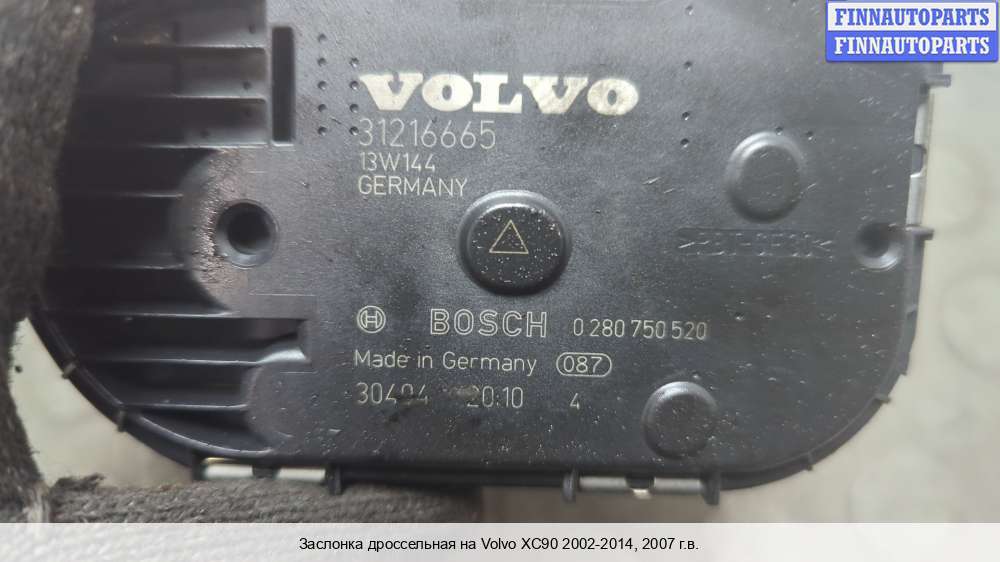 FINNAUTOPARTS
FINNAUTOPARTS
VOLVO
31216665
13W144
GERMANY
BOSCH 0 280 750 520
Made in Germany 087
30404 20:10 4
Заслонка дроссельная на Volvo XC90 2002-2014, 2007 г.в.